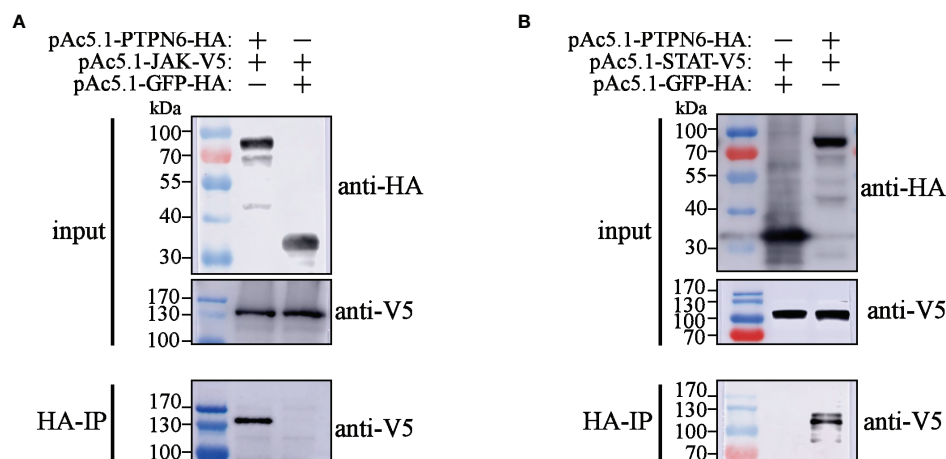 A
pAc5.1-PTPN6-HA: + −
pAc5.1-JAK-V5: + +
pAc5.1-GFP-HA: − +
kDa
input
100
70
55
40
30
anti-HA
170
130
100
anti-V5
HA-IP
170
130
100
anti-V5
B
pAc5.1-PTPN6-HA: − +
pAc5.1-STAT-V5: + +
pAc5.1-GFP-HA: + −
kDa
input
100
70
55
40
30
anti-HA
170
130
100
70
anti-V5
HA-IP
170
130
100
70
anti-V5